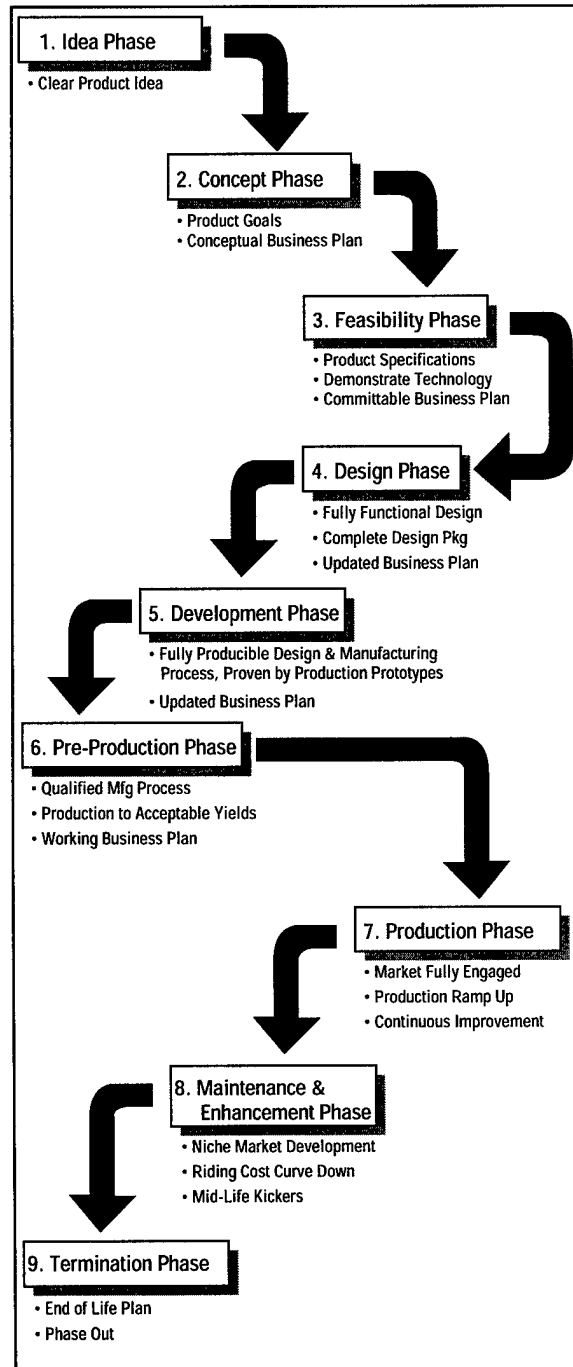 1. Idea Phase
• Clear Product Idea
2. Concept Phase
• Product Goals
• Conceptual Business Plan
3. Feasibility Phase
• Product Specifications
• Demonstrate Technology
• Committable Business Plan
4. Design Phase
• Fully Functional Design
• Complete Design Pkg
• Updated Business Plan
5. Development Phase
• Fully Producible Design & Manufacturing
Process, Proven by Production Prototypes
• Updated Business Plan
6. Pre-Production Phase
• Qualified Mfg Process
• Production to Acceptable Yields
• Working Business Plan
7. Production Phase
• Market Fully Engaged
• Production Ramp Up
• Continuous Improvement
8. Maintenance &
Enhancement Phase
• Niche Market Development
• Riding Cost Curve Down
• Mid-Life Kickers
9. Termination Phase
• End of Life Plan
• Phase Out